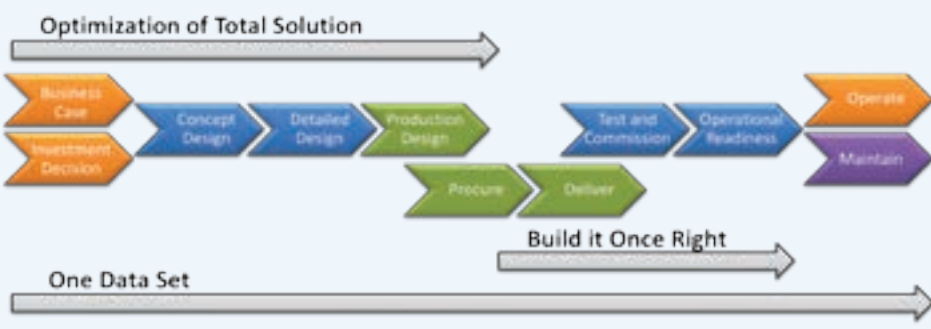 Optimization of Total Solution
Business
Case
Investment
Decision
Concept
Design
Detailed
Design
Production
Design
Procure
Deliver
Test and
Commission
Operational
Readiness
Operate
Maintain
Build it Once Right
One Data Set